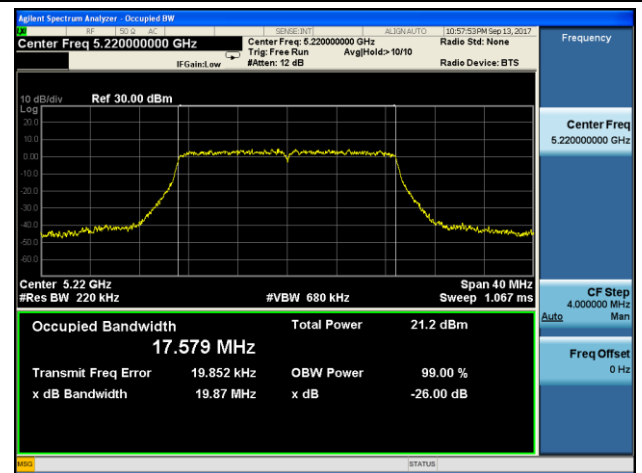 Agilent Spectrum Analyzer - Occupied BW
RF 50 Ω AC SENSE:INT ALIGN AUTO 10:57:53 PM Sep 13, 2017
Center Freq 5.220000000 GHz Center Freq: 5.220000000 GHz Radio Std: None Frequency
Trig: Free Run Avg|Hold:> 10/10
IFGain:Low #Atten: 12 dB Radio Device: BTS
10 dB/div Ref 30.00 dBm
Log
20.0
10.0
0.00
-10.0
-20.0
-30.0
-40.0
-50.0
-60.0
Center Freq
5.220000000 GHz
Center 5.22 GHz Span 40 MHz
#Res BW 220 kHz #VBW 680 kHz Sweep 1.067 ms
CF Step
4.000000 MHz
Auto Man
Occupied Bandwidth Total Power 21.2 dBm
17.579 MHz
Transmit Freq Error 19.852 kHz OBW Power 99.00 %
x dB Bandwidth 19.87 MHz x dB -26.00 dB
Freq Offset
0 Hz
MSG STATUS